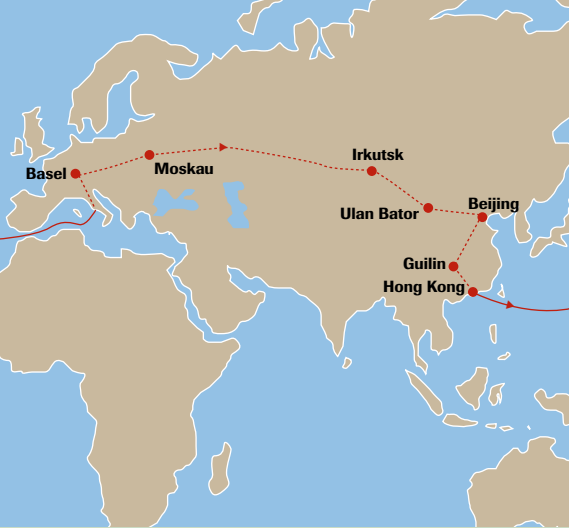 Irkutsk
Moskau
Basel
Ulan Bator
Beijing
Guilin
Hong Kong